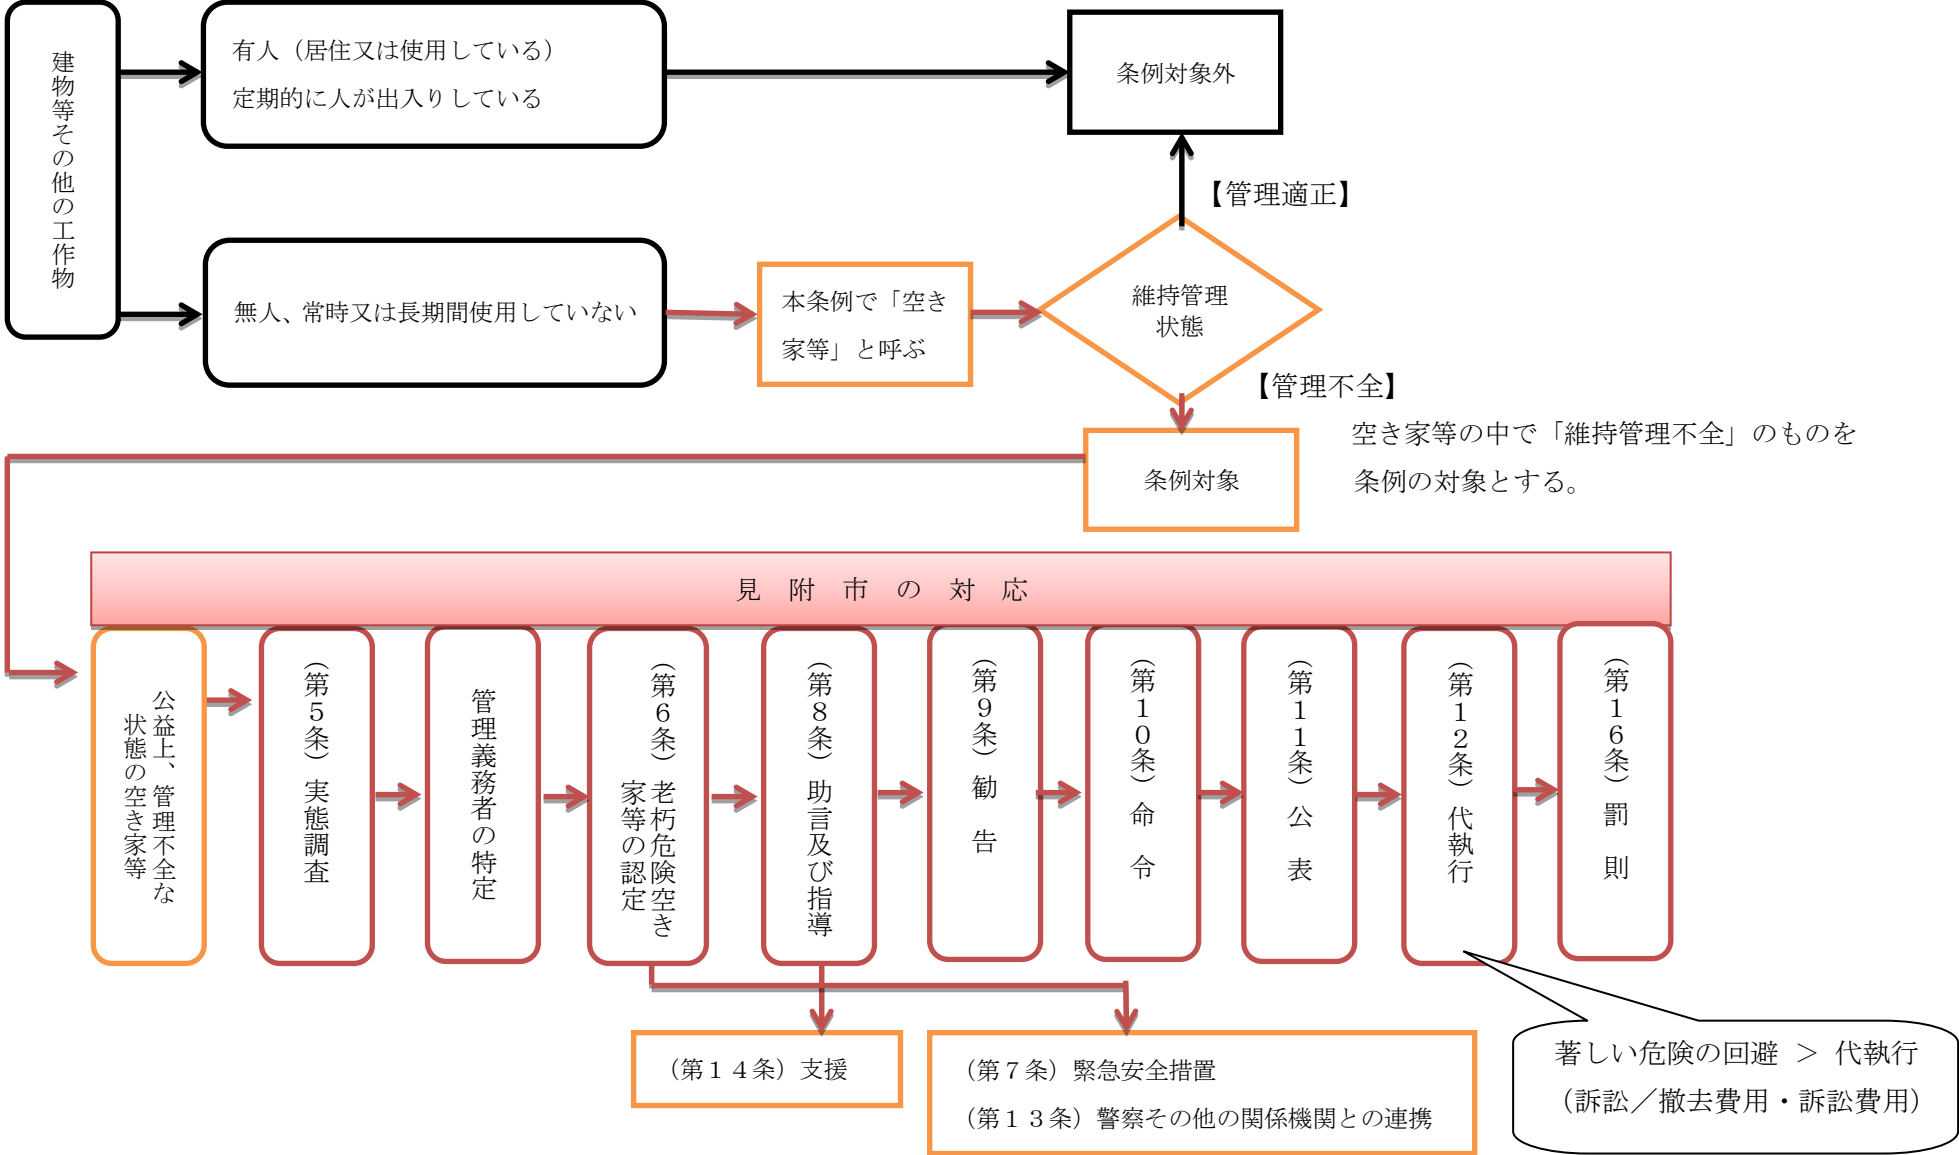 建物等その他の工作物
有人（居住又は使用している）
定期的に人が出入りしている
条例対象外
【管理適正】
無人、常時又は長期間使用していない
本条例で「空き
家等」と呼ぶ
維持管理
状態
【管理不全】
空き家等の中で「維持管理不全」のものを
条例の対象とする。
条例対象
見　附　市　の　対　応
公益上、管理不全な
状態の空き家等
（第５条）実態調査
管理義務者の特定
（第６条）老朽危険空き
家等の認定
（第８条）助言及び指導
（第９条）勧　告
（第１０条）命　令
（第１１条）公　表
（第１２条）代執行
（第１６条）罰　則
（第１４条）支援
（第７条）緊急安全措置
（第１３条）警察その他の関係機関との連携
著しい危険の回避 ＞ 代執行
（訴訟／撤去費用・訴訟費用）